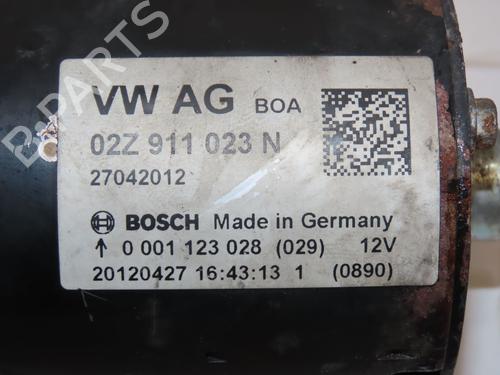 B-PARTS
VW AG BOA
02Z 911 023 N
27042012
BOSCH Made in Germany
↑ 0 001 123 028 (029) 12V
20120427 16:43:13 1 (0890)